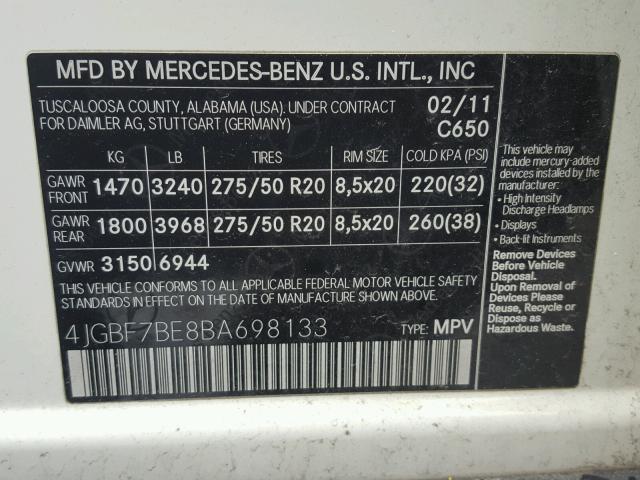 MFD BY MERCEDES-BENZ U.S. INTL., INC
TUSCALOOSA COUNTY, ALABAMA (USA). UNDER CONTRACT
FOR DAIMLER AG, STUTTGART (GERMANY)
02/11
C650
KG LB TIRES RIM SIZE COLD KPA (PSI)
GAWR FRONT 1470 3240 275/50 R20 8,5x20 220(32)
GAWR REAR 1800 3968 275/50 R20 8,5x20 260(38)
GVWR 3150 6944
THIS VEHICLE CONFORMS TO ALL APPLICABLE FEDERAL MOTOR VEHICLE SAFETY
STANDARDS IN EFFECT ON THE DATE OF MANUFACTURE SHOWN ABOVE.
4JGBF7BE8BA698133 TYPE: MPV
This vehicle may
include mercury-added
devices installed by
the manufacturer:
• High Intensity
Discharge Headlamps
• Displays
• Back-lit Instruments
Remove Devices
Before Vehicle
Disposal.
Upon Removal
of Devices Please
Reuse, Recycle or
Dispose as
Hazardous Waste.